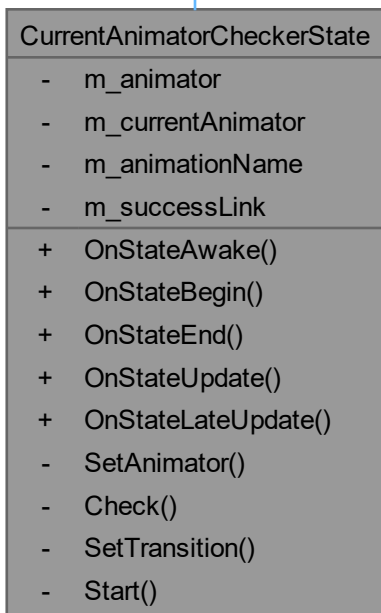 CurrentAnimatorCheckerState
- m_animator
- m_currentAnimator
- m_animationName
- m_successLink
+ OnStateAwake()
+ OnStateBegin()
+ OnStateEnd()
+ OnStateUpdate()
+ OnStateLateUpdate()
- SetAnimator()
- Check()
- SetTransition()
- Start()